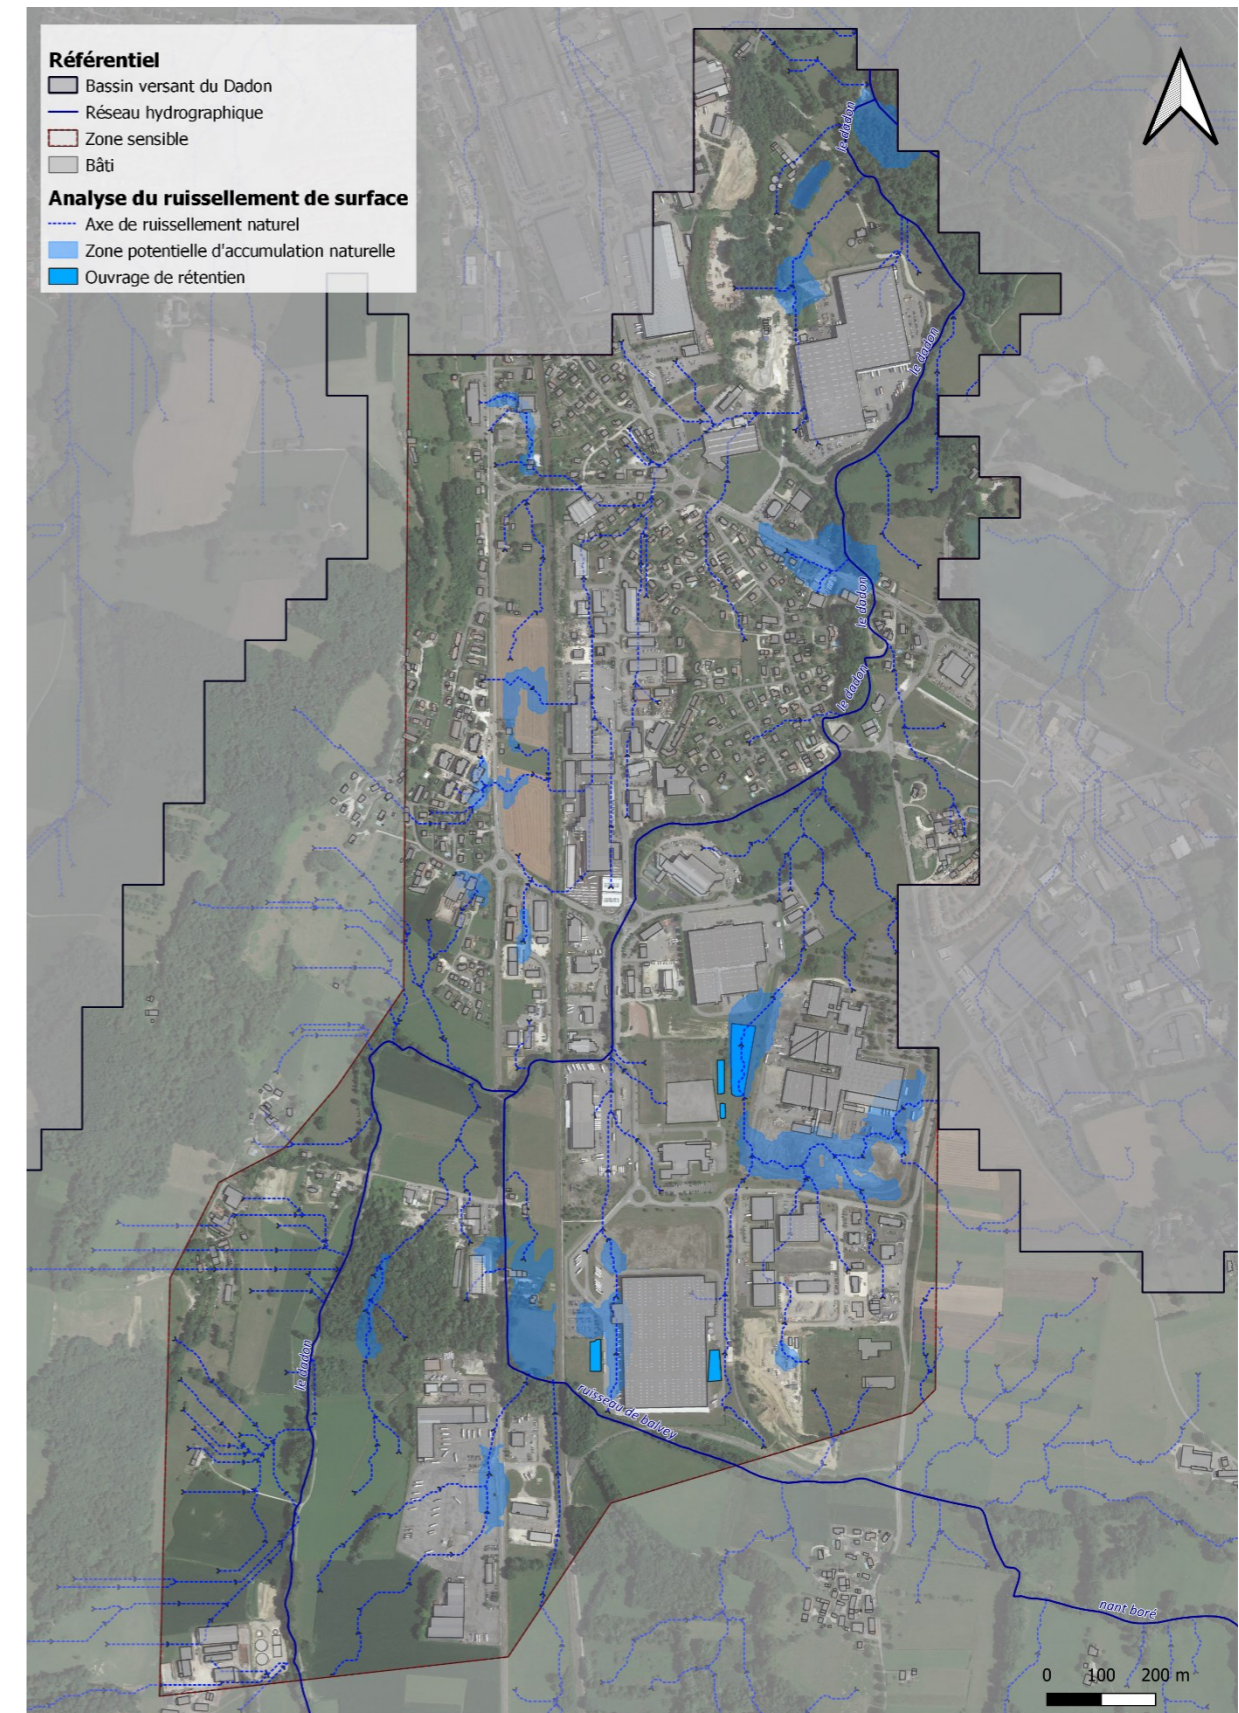 Référentiel
Bassin versant du Dadon
Réseau hydrographique
Zone sensible
Bâti
Analyse du ruissellement de surface
Axe de ruissellement naturel
Zone potentielle d'accumulation naturelle
Ouvrage de rétentien
le dadon
le dadon
le dadon
le dadon
le dadon
ruisseau de balvey
nant boré
0 100 200 m